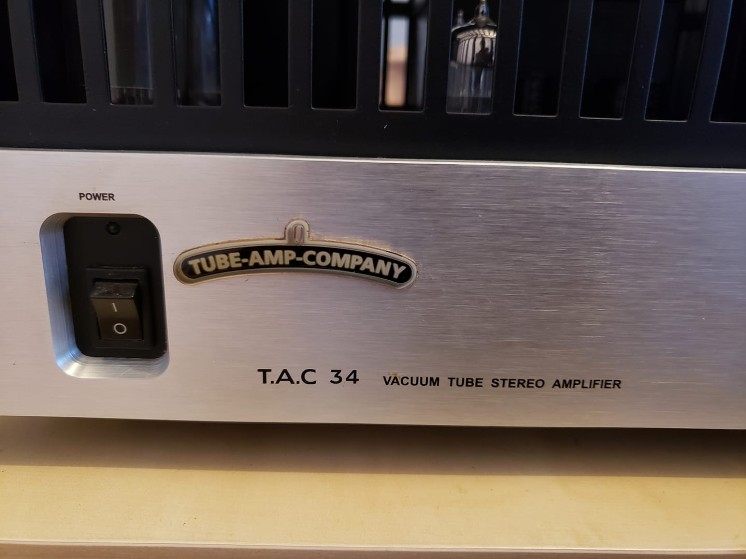 POWER
TUBE-AMP-COMPANY
I
O
T.A.C 34 VACUUM TUBE STEREO AMPLIFIER